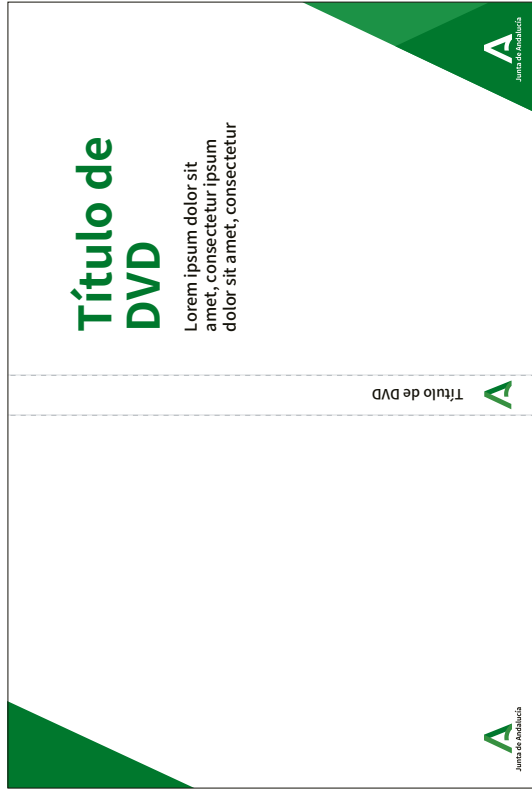 Título de
DVD
Lorem ipsum dolor sit
amet, consectetur ipsum
dolor sit amet, consectetur
Junta de Andalucía
Título de DVD
Junta de Andalucía